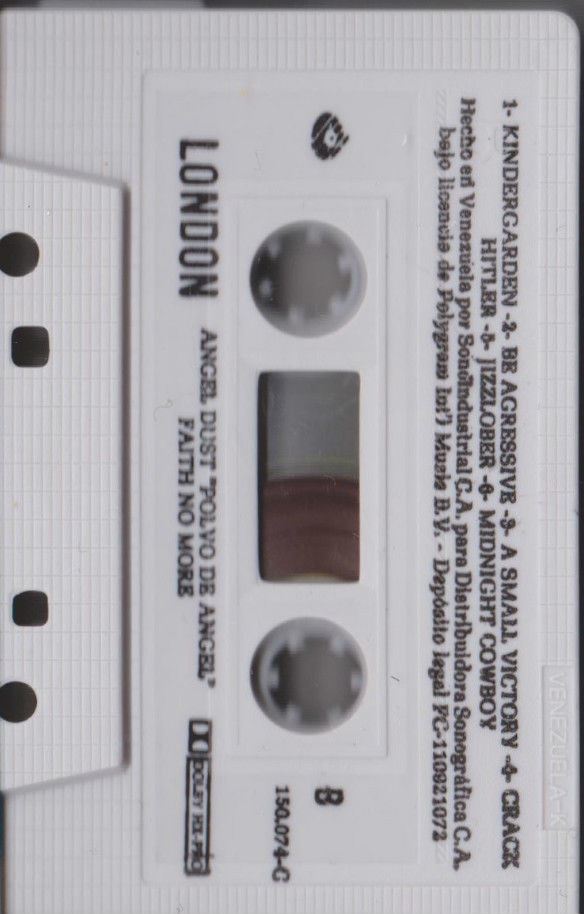 1- KINDERGARDEN -2- BE AGRESSIVE -3- A SMALL VICTORY -4- CRACK
HITLER -5- JIZZLOBER -6- MIDNIGHT COWBOY
Hecho en Venezuela por Sonoindustrial C.A. para Distribuidora Sonográfica C.A.
bajo licencia de Polygram Int'l Music B.V. - Depósito legal FC-110921072
VENEZUELA-K
B
150.074-C
LONDON
ANGEL DUST "POLVO DE ANGEL"
FAITH NO MORE
DOLBY HX-PRO